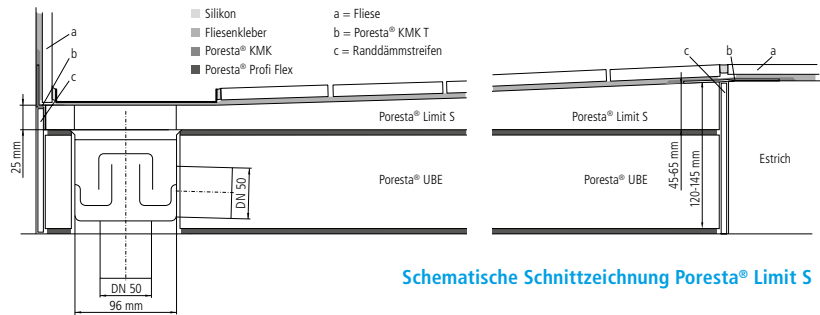 Silikon
Fliesenkleber
Poresta® KMK
Poresta® Profi Flex
a = Fliese
b = Poresta® KMK T
c = Randdämmstreifen
a
b
c
c
b
a
Poresta® Limit S
Poresta® Limit S
25 mm
Poresta® UBE
Poresta® UBE
DN 50
45-65 mm
120-145 mm
Estrich
DN 50
96 mm
Schematische Schnittzeichnung Poresta® Limit S